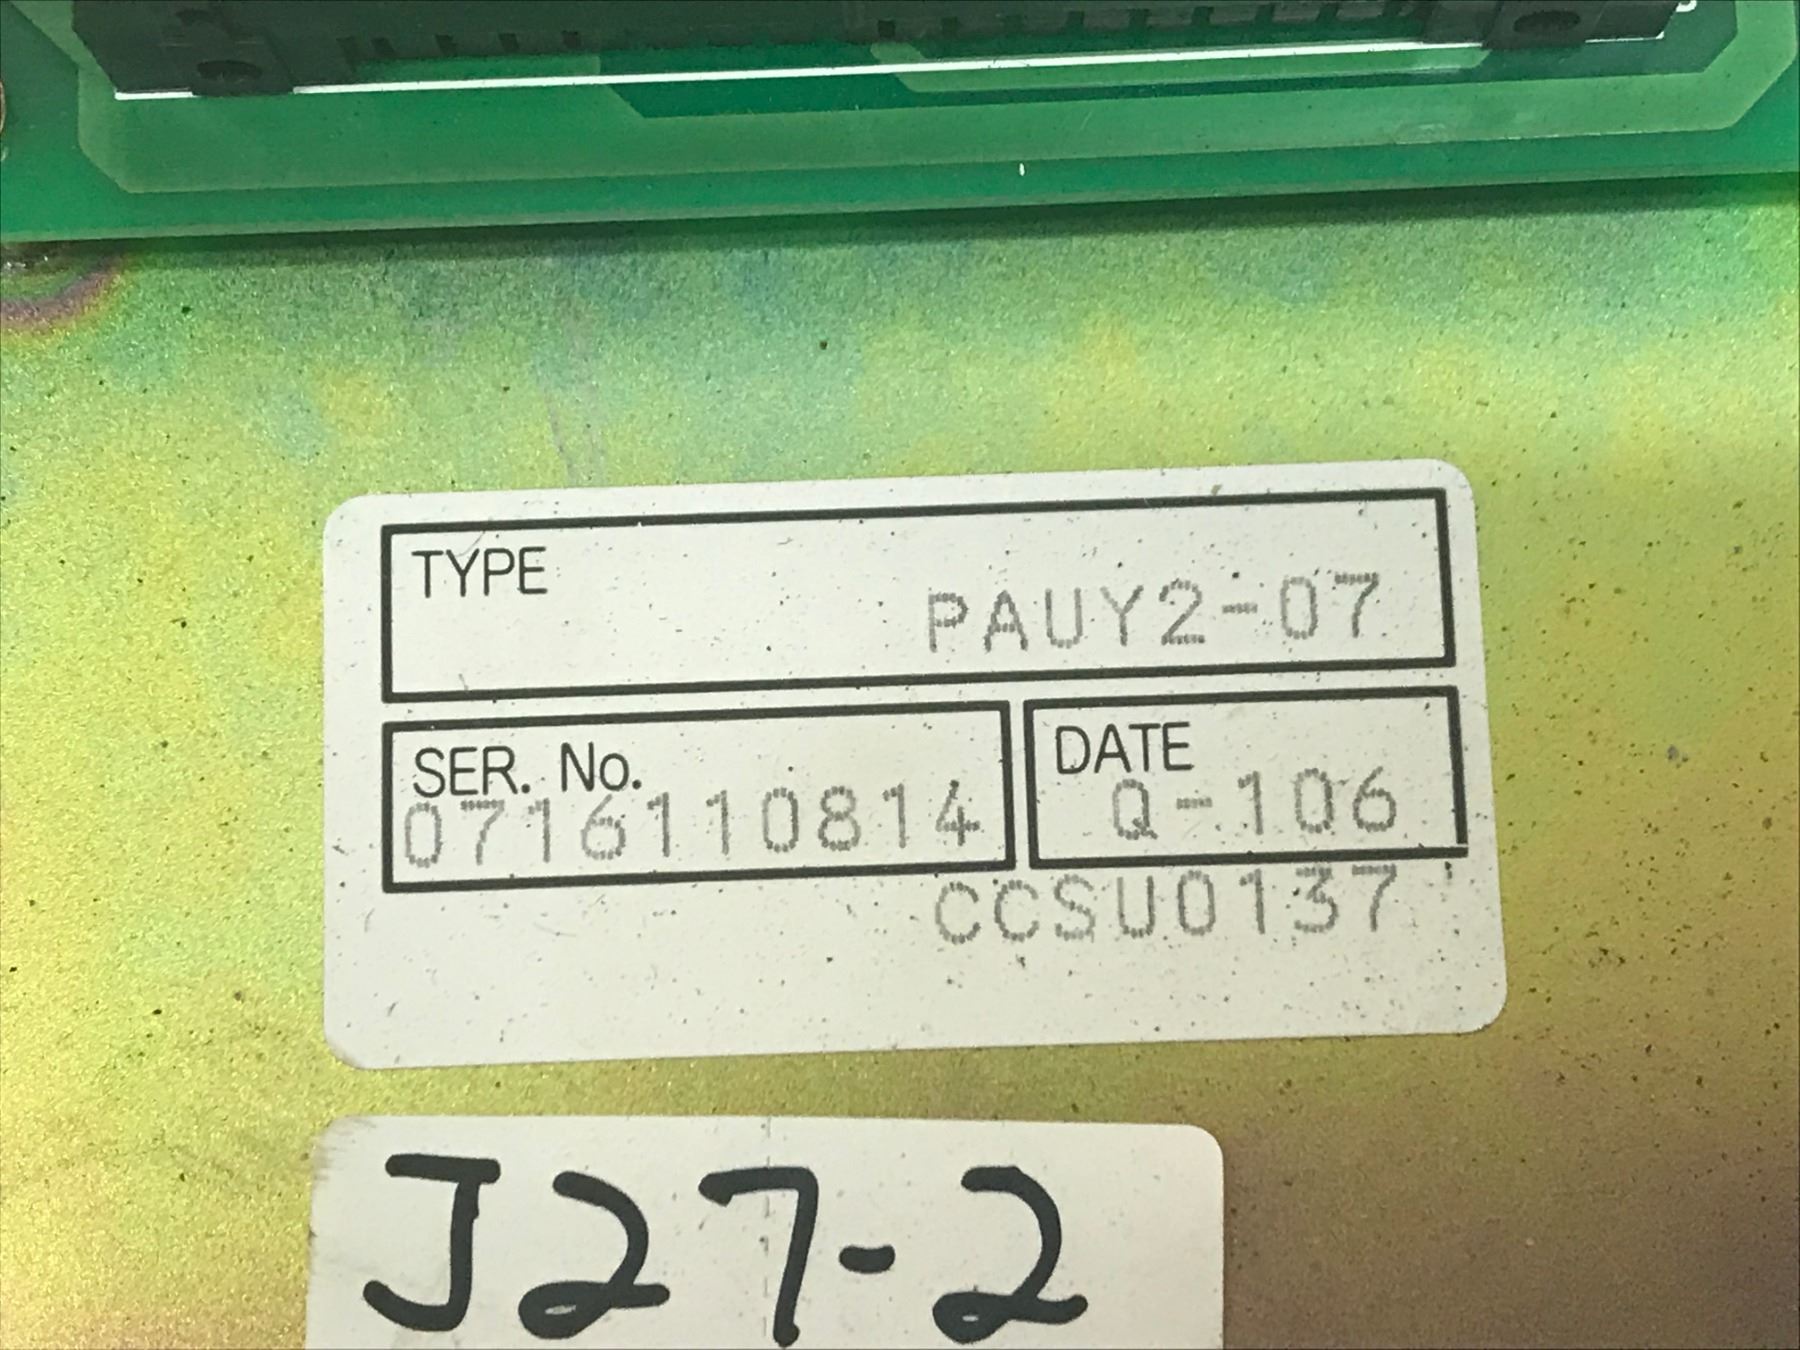 TYPE
PAUY2-07
SER. No.
0716110814
DATE
Q-106
CCSU0137
J27-2